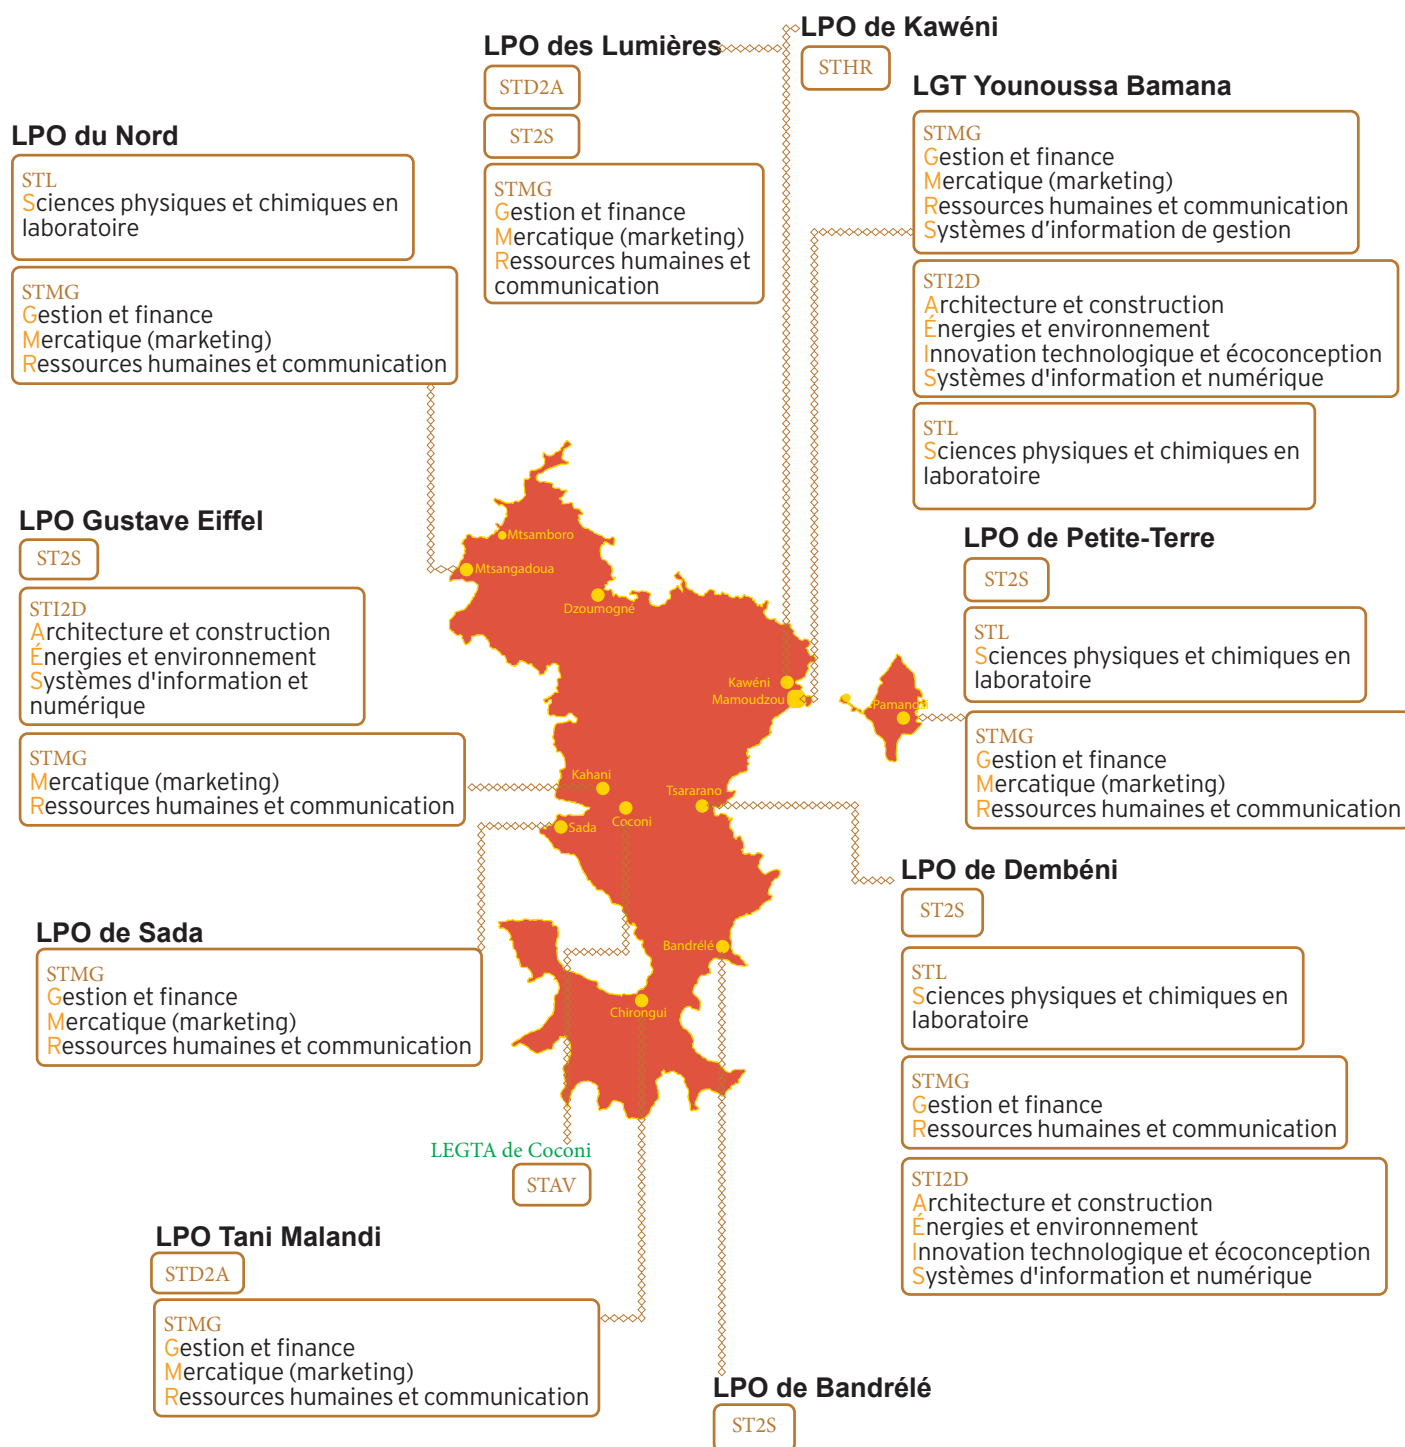 LPO de Kawéni
STHR
LPO des Lumières
STD2A
ST2S
STMG
Gestion et finance
Mercatique (marketing)
Ressources humaines et
communication
LGT Younoussa Bamana
STMG
Gestion et finance
Mercatique (marketing)
Ressources humaines et communication
Systèmes d’information de gestion
STI2D
Architecture et construction
Énergies et environnement
Innovation technologique et écoconception
Systèmes d'information et numérique
STL
Sciences physiques et chimiques en
laboratoire
LPO du Nord
STL
Sciences physiques et chimiques en
laboratoire
STMG
Gestion et finance
Mercatique (marketing)
Ressources humaines et communication
LPO Gustave Eiffel
ST2S
STI2D
Architecture et construction
Énergies et environnement
Systèmes d'information et
numérique
STMG
Mercatique (marketing)
Ressources humaines et communication
Mtsamboro
Mtsangadoua
Dzoumogné
Kawéni
Mamoudzou
Pamandzi
Kahani
Tsararano
Coconi
Sada
Bandrélé
Chirongui
LPO de Petite-Terre
ST2S
STL
Sciences physiques et chimiques en
laboratoire
STMG
Gestion et finance
Mercatique (marketing)
Ressources humaines et communication
LPO de Dembéni
ST2S
STL
Sciences physiques et chimiques en
laboratoire
STMG
Gestion et finance
Ressources humaines et communication
STI2D
Architecture et construction
Énergies et environnement
Innovation technologique et écoconception
Systèmes d'information et numérique
LPO de Sada
STMG
Gestion et finance
Mercatique (marketing)
Ressources humaines et communication
LEGTA de Coconi
STAV
LPO Tani Malandi
STD2A
STMG
Gestion et finance
Mercatique (marketing)
Ressources humaines et communication
LPO de Bandrélé
ST2S